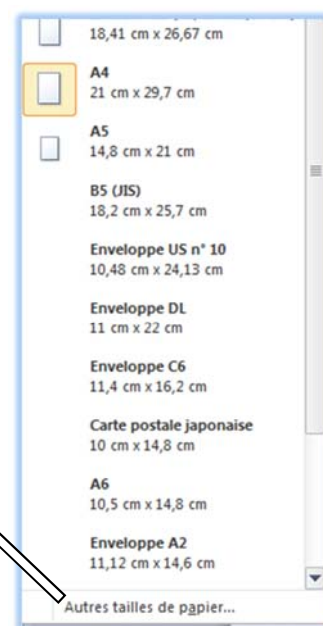 18,41 cm x 26,67 cm
A4
21 cm x 29,7 cm
A5
14,8 cm x 21 cm
B5 (JIS)
18,2 cm x 25,7 cm
Enveloppe US n° 10
10,48 cm x 24,13 cm
Enveloppe DL
11 cm x 22 cm
Enveloppe C6
11,4 cm x 16,2 cm
Carte postale japonaise
10 cm x 14,8 cm
A6
10,5 cm x 14,8 cm
Enveloppe A2
11,12 cm x 14,6 cm
Autres tailles de papier...